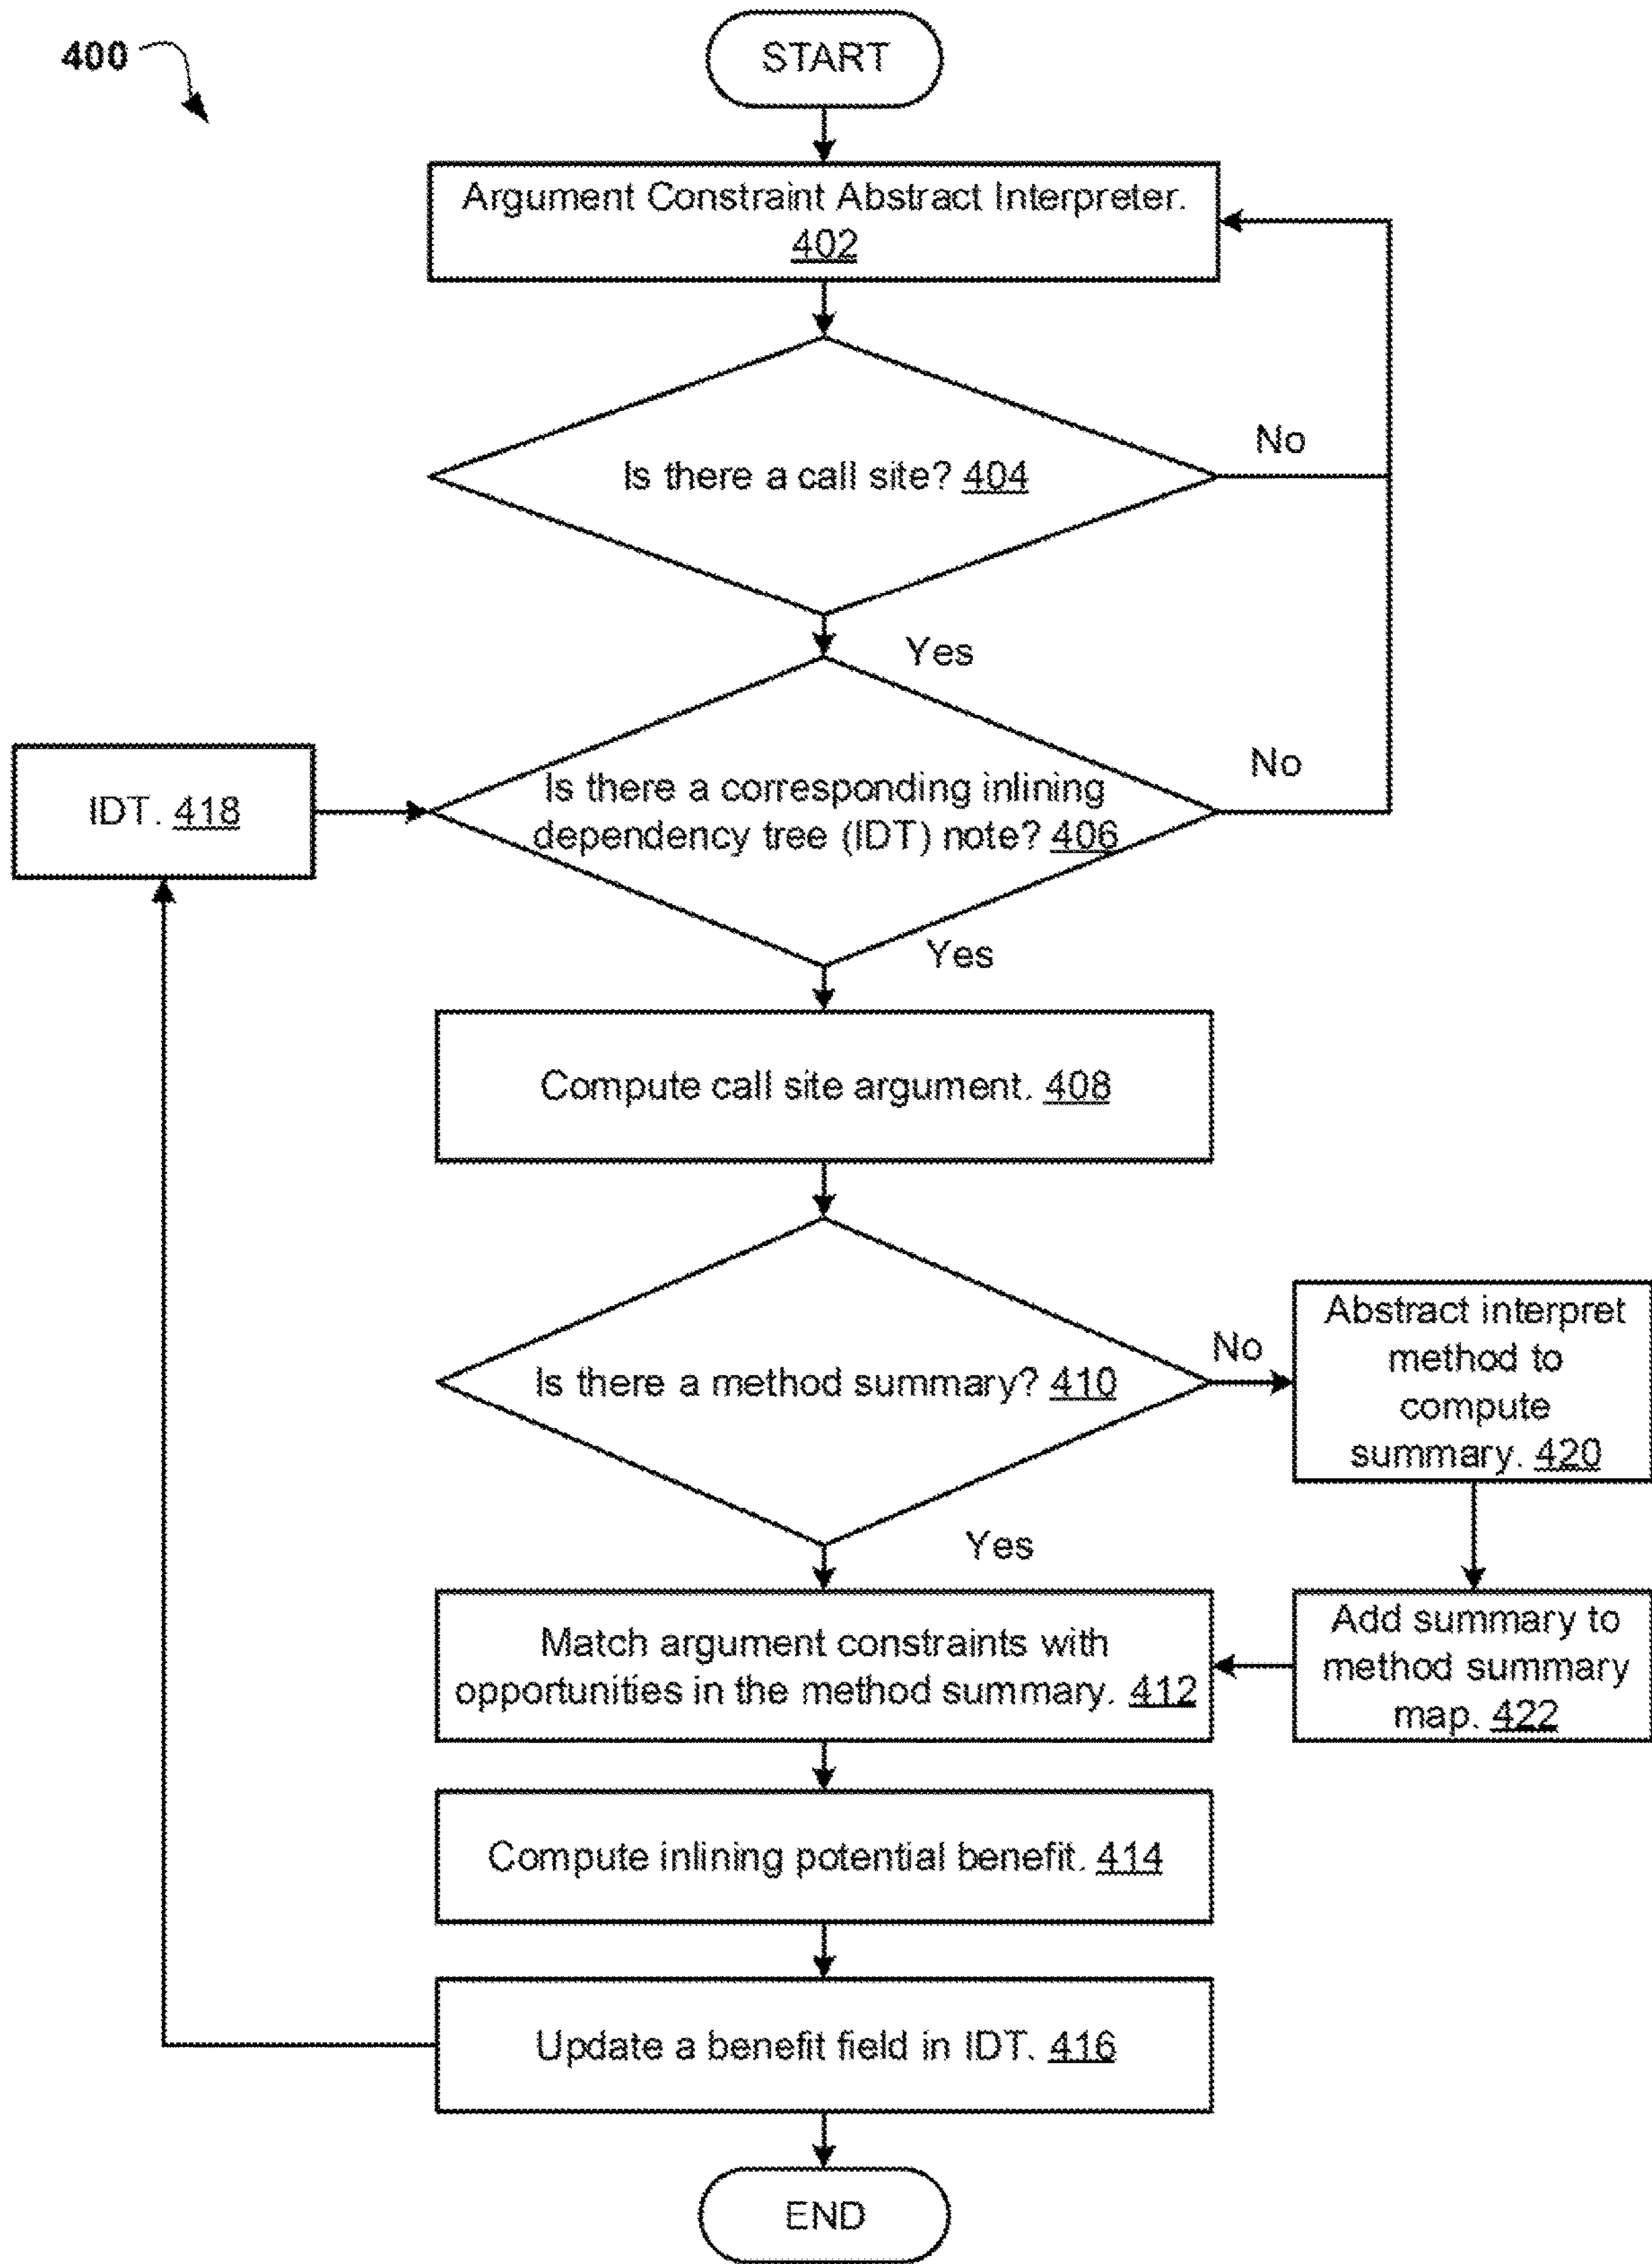 400
START
Argument Constraint Abstract Interpreter.
402
No
Is there a call site? 404
Yes
No
Is there a corresponding inlining
dependency tree (IDT) note? 406
IDT. 418
Yes
Compute call site argument. 408
Is there a method summary? 410
No
Abstract interpret
method to
compute
summary. 420
Yes
Match argument constraints with
opportunities in the method summary. 412
Add summary to
method summary
map. 422
Compute inlining potential benefit. 414
Update a benefit field in IDT. 416
END